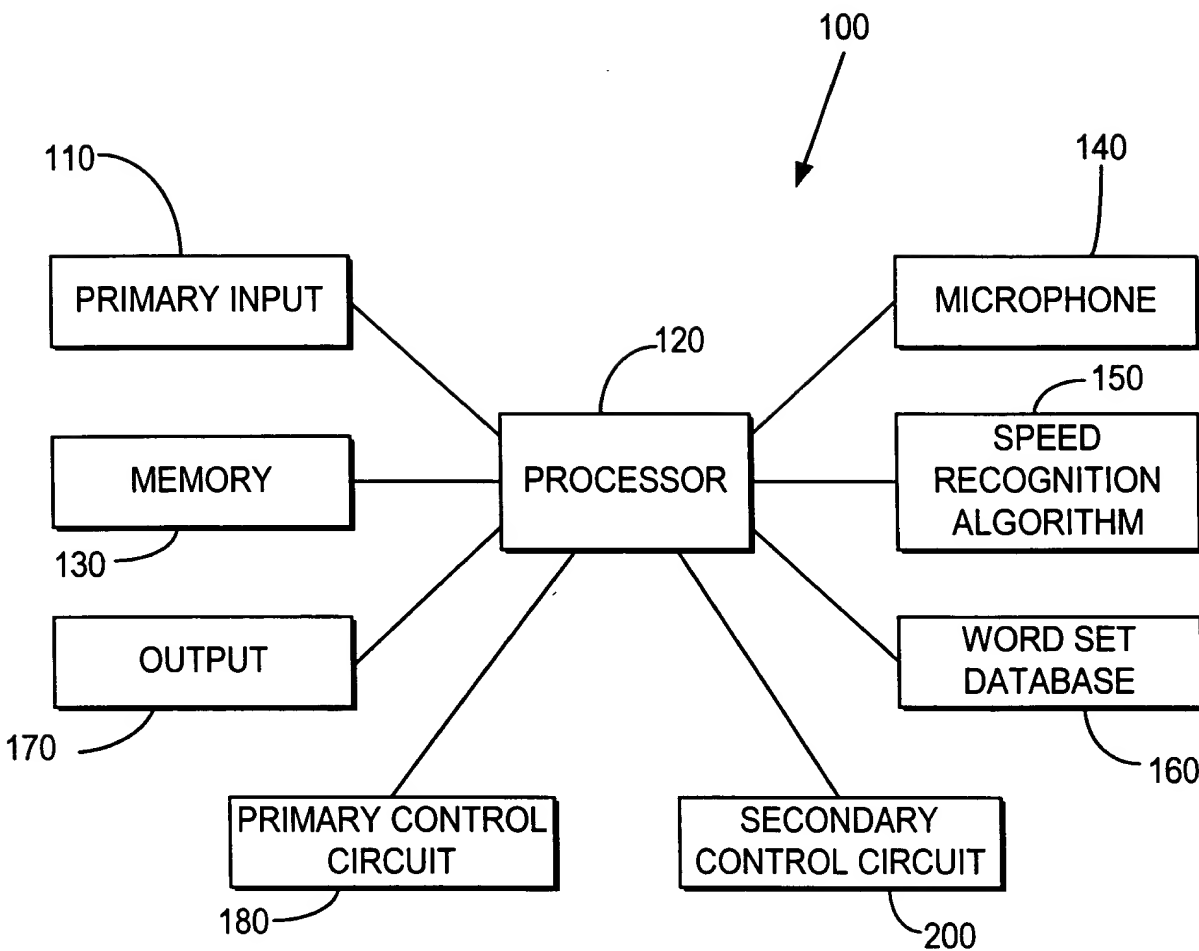 100
110
140
PRIMARY INPUT
MICROPHONE
120
150
MEMORY
PROCESSOR
SPEED
RECOGNITION
ALGORITHM
130
OUTPUT
WORD SET
DATABASE
170
160
PRIMARY CONTROL
CIRCUIT
SECONDARY
CONTROL CIRCUIT
180
200